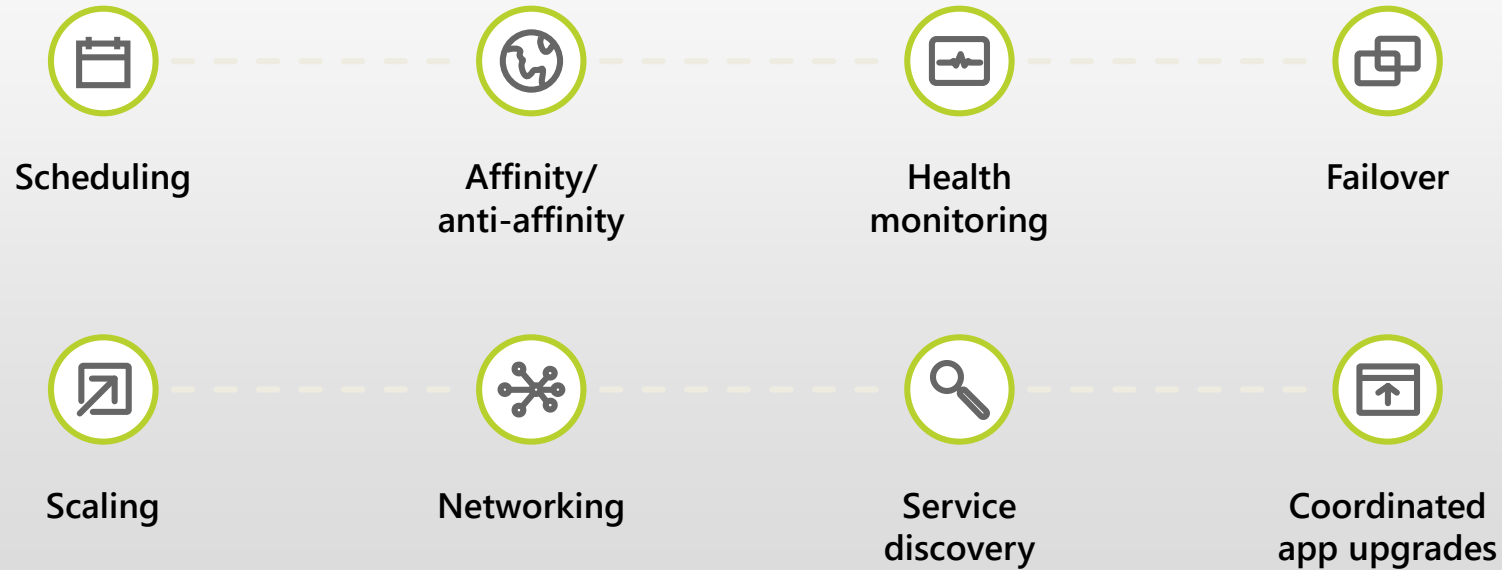 Scheduling
Affinity/
anti-affinity
Health
monitoring
Failover
Scaling
Networking
Service
discovery
Coordinated
app upgrades